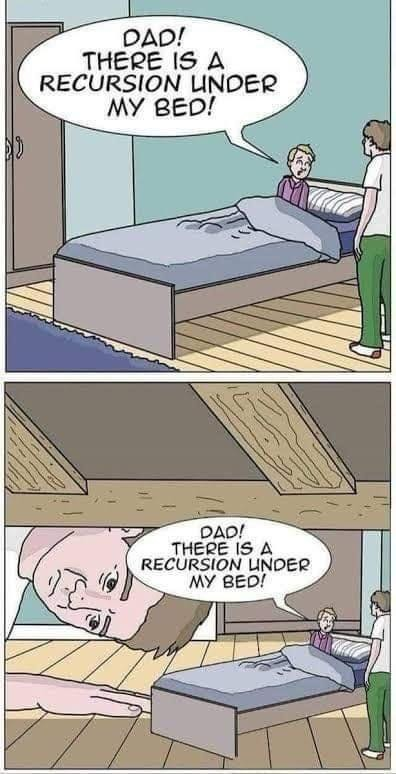 DAD!
THERE IS A
RECURSION UNDER
MY BED!
DAD!
THERE IS A
RECURSION UNDER
MY BED!